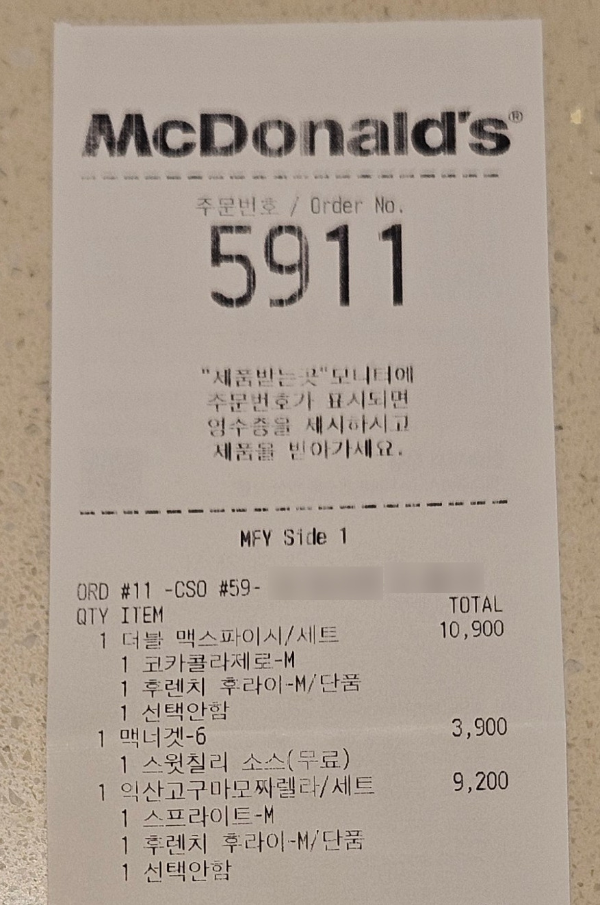 McDonald's®
주문번호 / Order No.
5911
"제품받는곳"모니터에
주문번호가 표시되면
영수증을 제시하시고
제품을 받아가세요.
MFY Side 1
ORD #11 -CSO #59-
QTY ITEM TOTAL
1 더블 맥스파이시/세트 10,900
1 코카콜라제로-M
1 후렌치 후라이-M/단품
1 선택안함
1 맥너겟-6 3,900
1 스윗칠리 소스(무료)
1 익산고구마모짜렐라/세트 9,200
1 스프라이트-M
1 후렌치 후라이-M/단품
1 선택안함